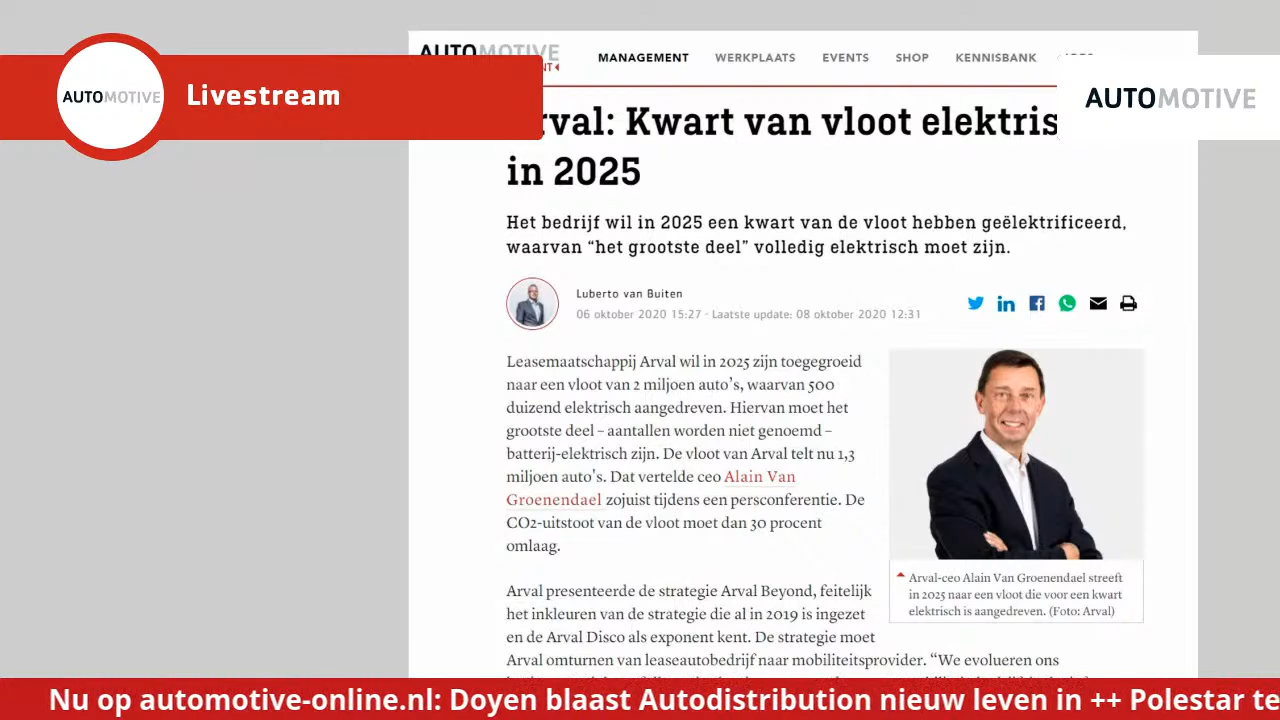 AUTOMOTIVE
MANAGEMENT WERKPLAATS EVENTS SHOP KENNISBANK
AUTOMOTIVE Livestream
AUTOMOTIVE
rval: Kwart van vloot elektris
in 2025
Het bedrijf wil in 2025 een kwart van de vloot hebben geëlektrificeerd,
waarvan “het grootste deel” volledig elektrisch moet zijn.
Luberto van Buiten
06 oktober 2020 15:27 · Laatste update: 08 oktober 2020 12:31
Leasemaatschappij Arval wil in 2025 zijn toegegroeid
naar een vloot van 2 miljoen auto’s, waarvan 500
duizend elektrisch aangedreven. Hiervan moet het
grootste deel – aantallen worden niet genoemd –
batterij-elektrisch zijn. De vloot van Arval telt nu 1,3
miljoen auto's. Dat vertelde ceo Alain Van
Groenendael zojuist tijdens een persconferentie. De
CO2-uitstoot van de vloot moet dan 30 procent
omlaag.
Arval-ceo Alain Van Groenendael streeft
in 2025 naar een vloot die voor een kwart
elektrisch is aangedreven. (Foto: Arval)
Arval presenteerde de strategie Arval Beyond, feitelijk
het inkleuren van de strategie die al in 2019 is ingezet
en de Arval Disco als exponent kent. De strategie moet
Arval omturnen van leaseautobedrijf naar mobiliteitsprovider. “We evolueren ons
Nu op automotive-online.nl: Doyen blaast Autodistribution nieuw leven in ++ Polestar te